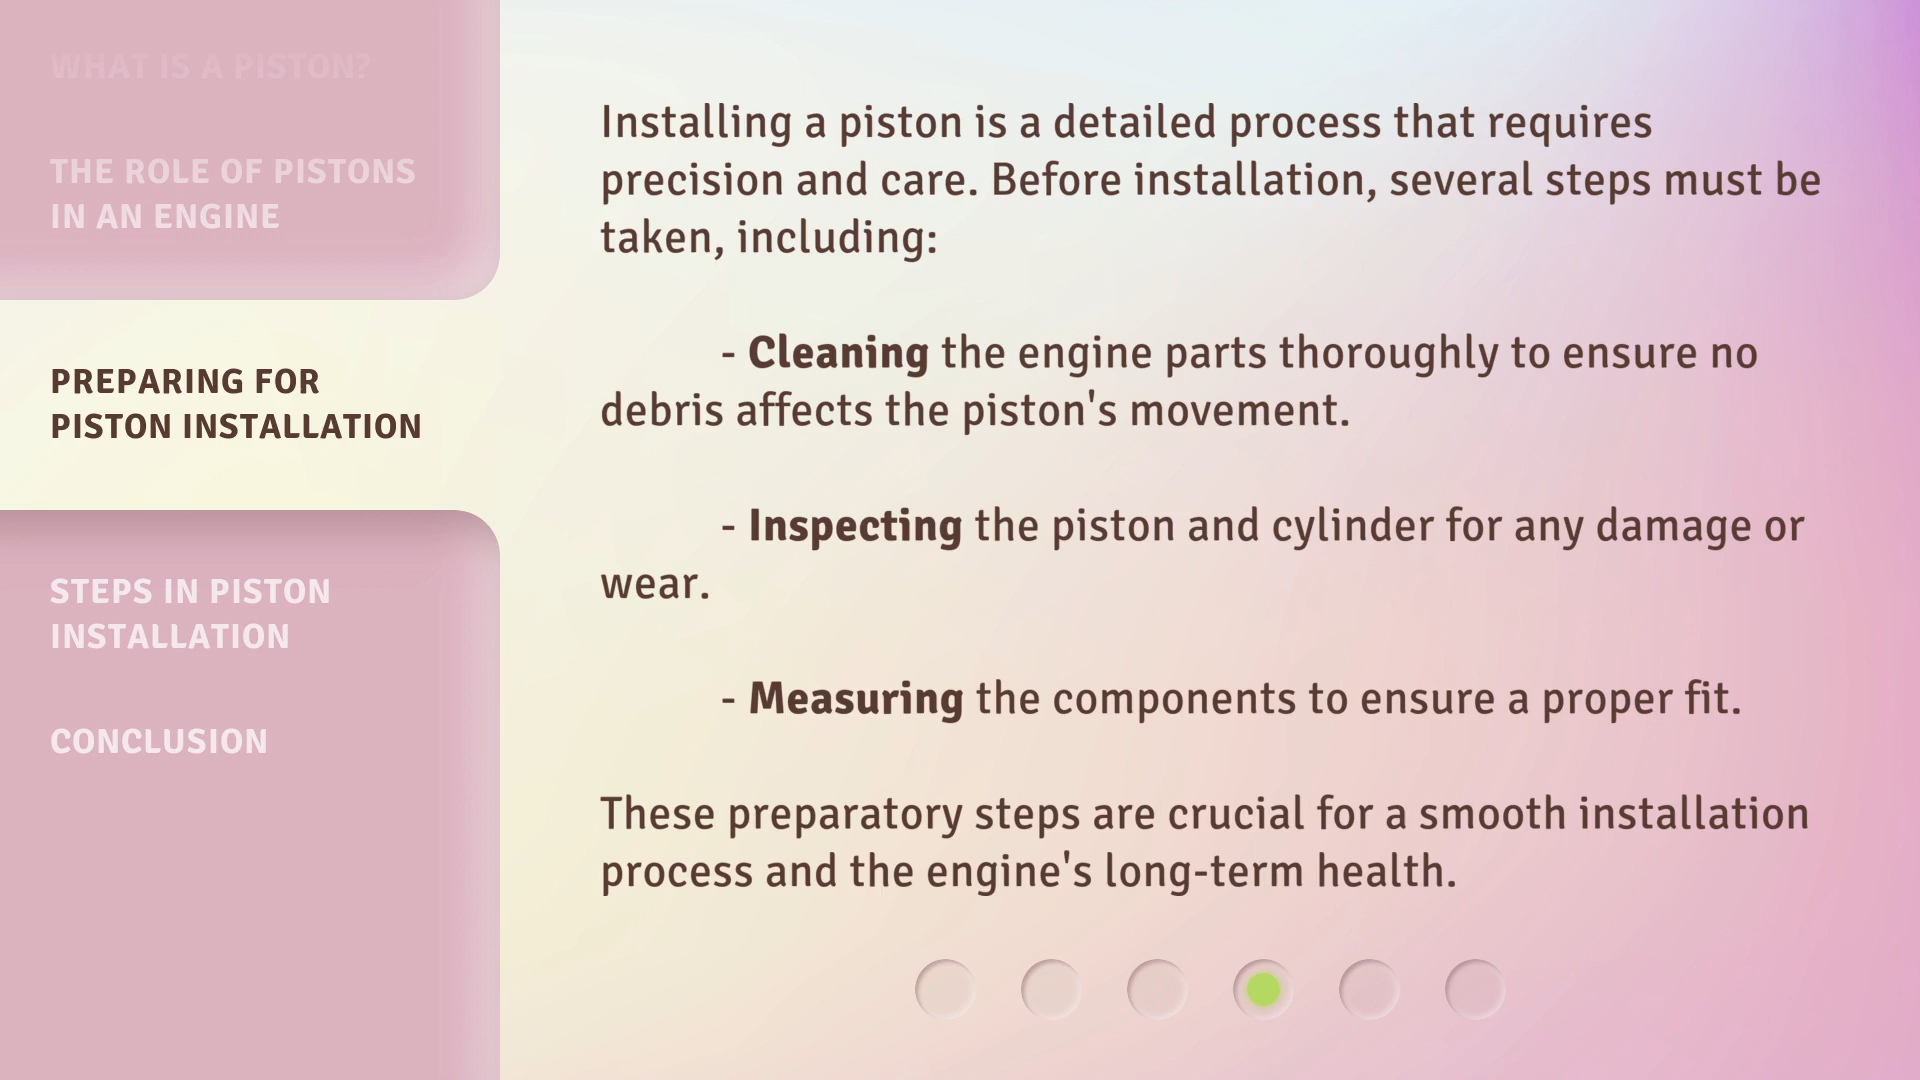 WHAT IS A PISTON?
THE ROLE OF PISTONS
IN AN ENGINE
PREPARING FOR
PISTON INSTALLATION
STEPS IN PISTON
INSTALLATION
CONCLUSION
Installing a piston is a detailed process that requires
precision and care. Before installation, several steps must be
taken, including:
- Cleaning the engine parts thoroughly to ensure no
debris affects the piston's movement.
- Inspecting the piston and cylinder for any damage or
wear.
- Measuring the components to ensure a proper fit.
These preparatory steps are crucial for a smooth installation
process and the engine's long-term health.